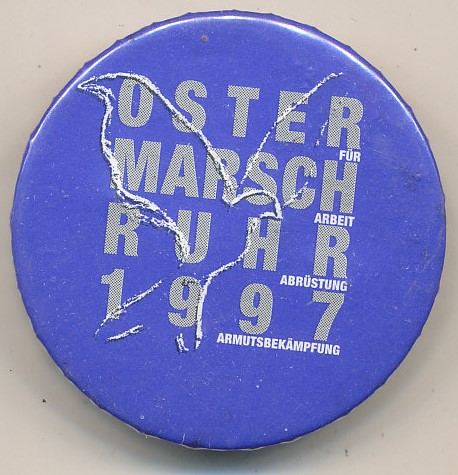 OSTER
FÜR
MARSCH
ARBEIT
RUHR
ABRÜSTUNG
1997
ARMUTSBEKÄMPFUNG